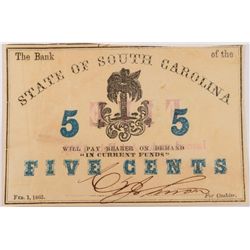 The Bank of the
STATE OF SOUTH CAROLINA
5 5
WILL PAY BEARER ON DEMAND
"IN CURRENT FUNDS"
FIVE CENTS
FEB. 1, 1863.
For Cashier.